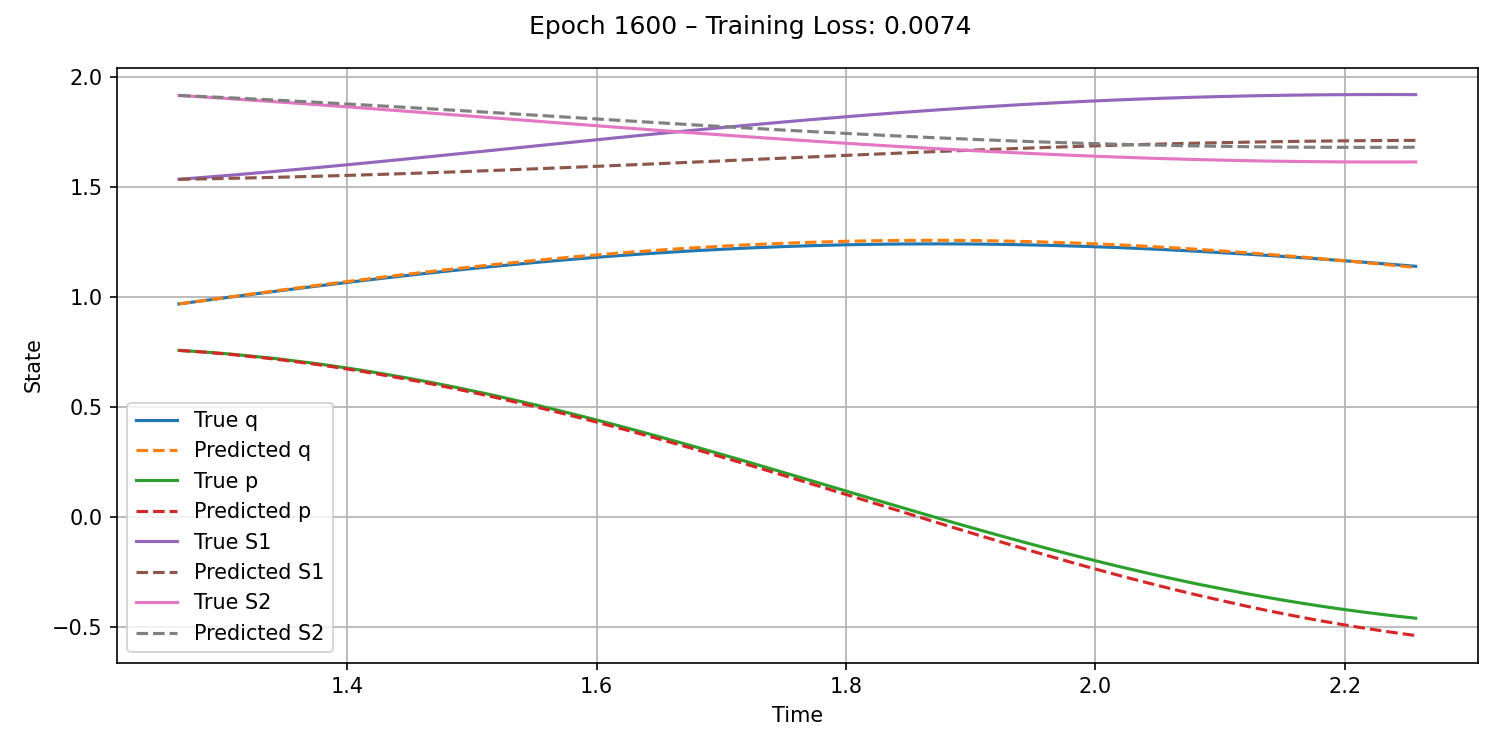 Epoch 1600 – Training Loss: 0.0074
State
2.0
1.5
1.0
0.5
0.0
−0.5
True q
Predicted q
True p
Predicted p
True S1
Predicted S1
True S2
Predicted S2
1.4 1.6 1.8 2.0 2.2
Time